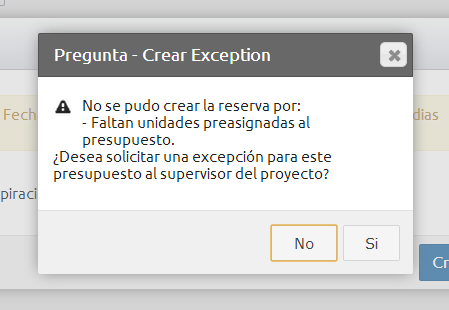 Pregunta - Crear Exception
No se pudo crear la reserva por:
Fech
- Faltan unidades preasignadas al
dias
presupuesto.
¿Desea solicitar una excepción para este
presupuesto al supervisor del proyecto?
piraci
No
Si
Cr